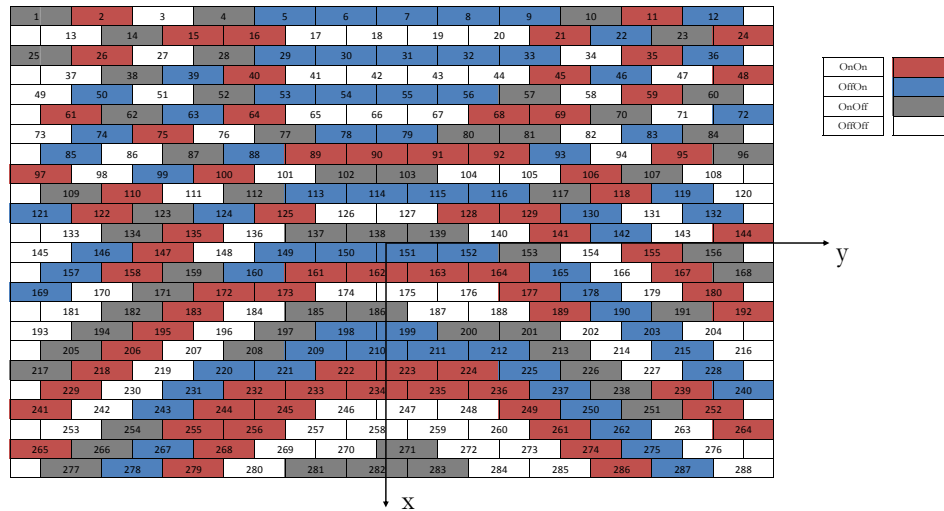 1 2 3 4 5 6 7 8 9 10 11 12
13 14 15 16 17 18 19 20 21 22 23 24
25 26 27 28 29 30 31 32 33 34 35 36
37 38 39 40 41 42 43 44 45 46 47 48
49 50 51 52 53 54 55 56 57 58 59 60
61 62 63 64 65 66 67 68 69 70 71 72
73 74 75 76 77 78 79 80 81 82 83 84
85 86 87 88 89 90 91 92 93 94 95 96
97 98 99 100 101 102 103 104 105 106 107 108
109 110 111 112 113 114 115 116 117 118 119 120
121 122 123 124 125 126 127 128 129 130 131 132
133 134 135 136 137 138 139 140 141 142 143 144
145 146 147 148 149 150 151 152 153 154 155 156
157 158 159 160 161 162 163 164 165 166 167 168
169 170 171 172 173 174 175 176 177 178 179 180
181 182 183 184 185 186 187 188 189 190 191 192
193 194 195 196 197 198 199 200 201 202 203 204
205 206 207 208 209 210 211 212 213 214 215 216
217 218 219 220 221 222 223 224 225 226 227 228
229 230 231 232 233 234 235 236 237 238 239 240
241 242 243 244 245 246 247 248 249 250 251 252
253 254 255 256 257 258 259 260 261 262 263 264
265 266 267 268 269 270 271 272 273 274 275 276
277 278 279 280 281 282 283 284 285 286 287 288
y
x
OnOn
OffOn
OnOff
OffOff